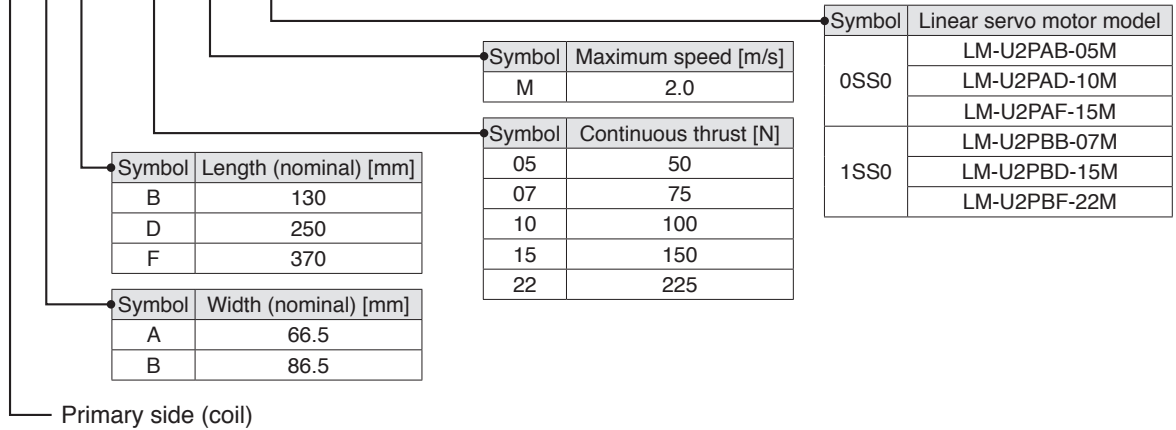 Symbol Linear servo motor model
0SS0 LM-U2PAB-05M
LM-U2PAD-10M
LM-U2PAF-15M
1SS0 LM-U2PBB-07M
LM-U2PBD-15M
LM-U2PBF-22M
Symbol Maximum speed [m/s]
M 2.0
Symbol Continuous thrust [N]
05 50
07 75
10 100
15 150
22 225
Symbol Length (nominal) [mm]
B 130
D 250
F 370
Symbol Width (nominal) [mm]
A 66.5
B 86.5
Primary side (coil)